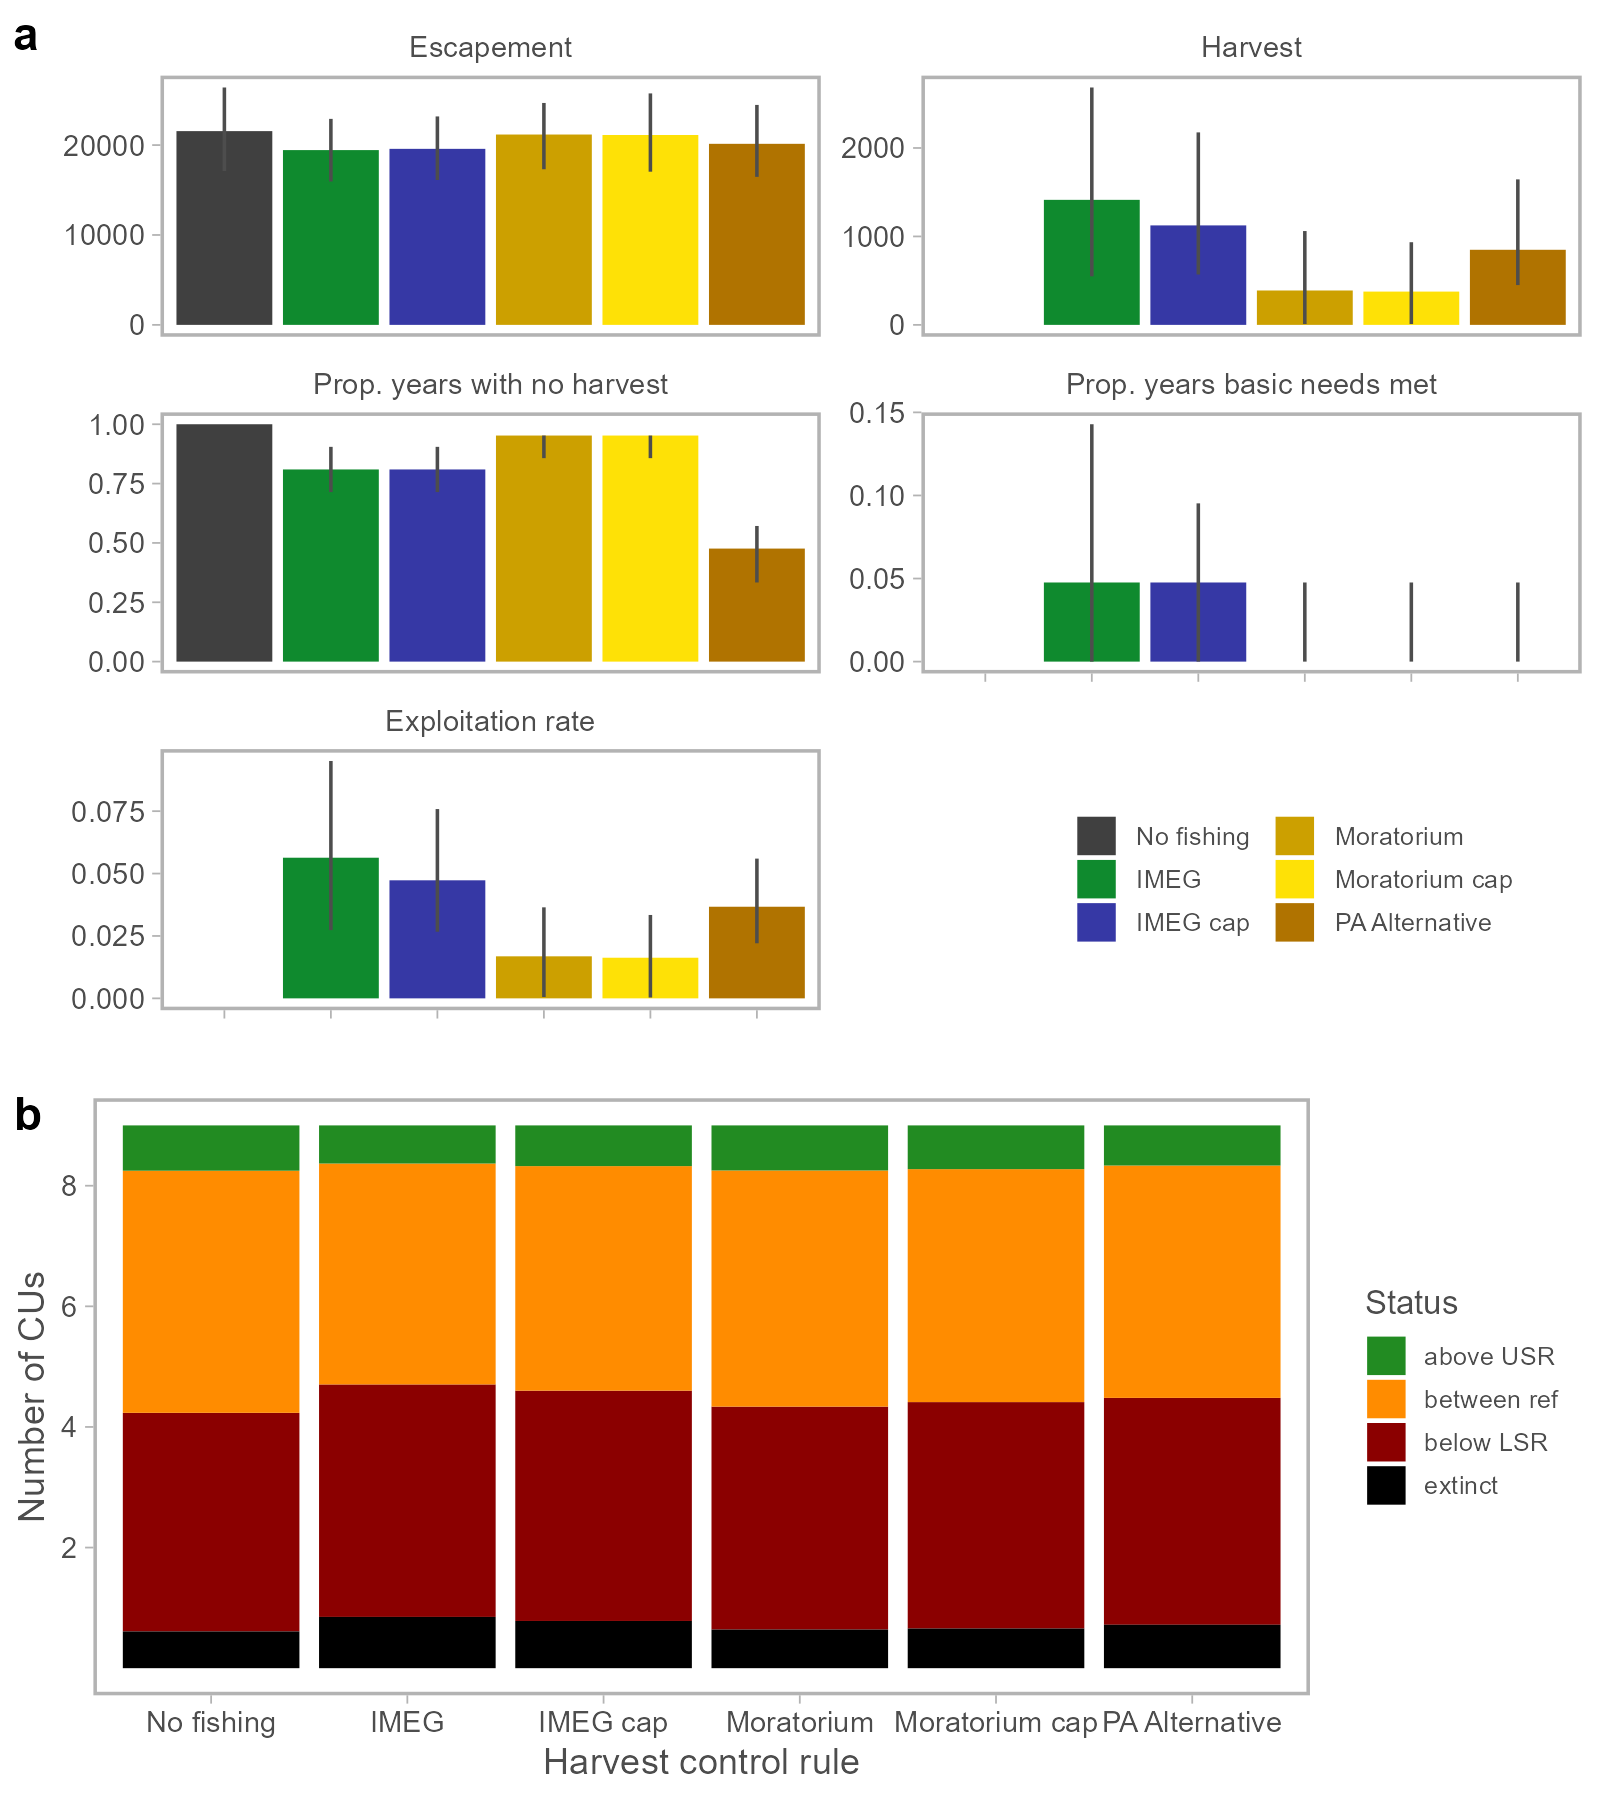 a
Escapement
Harvest
20000
10000
0
2000
1000
0
Prop. years with no harvest
Prop. years basic needs met
1.00
0.75
0.50
0.25
0.00
0.15
0.10
0.05
0.00
Exploitation rate
0.075
0.050
0.025
0.000
No fishing
IMEG
IMEG cap
Moratorium
Moratorium cap
PA Alternative
b
Number of CUs
8
6
4
2
No fishing
IMEG
IMEG cap
Moratorium
Moratorium cap
PA Alternative
Harvest control rule
Status
above USR
between ref
below LSR
extinct